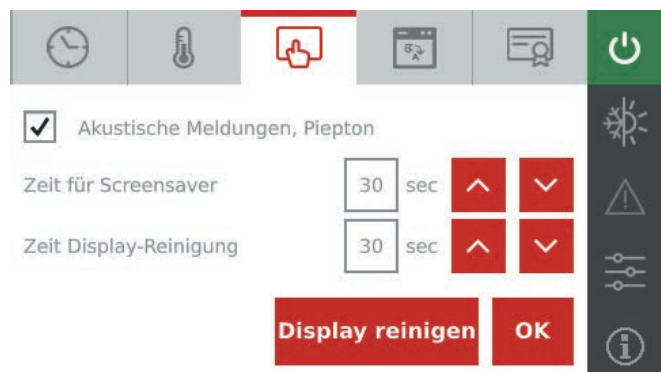 Akustische Meldungen, Piepton
Zeit für Screensaver 30 sec
Zeit Display-Reinigung 30 sec
Display reinigen OK